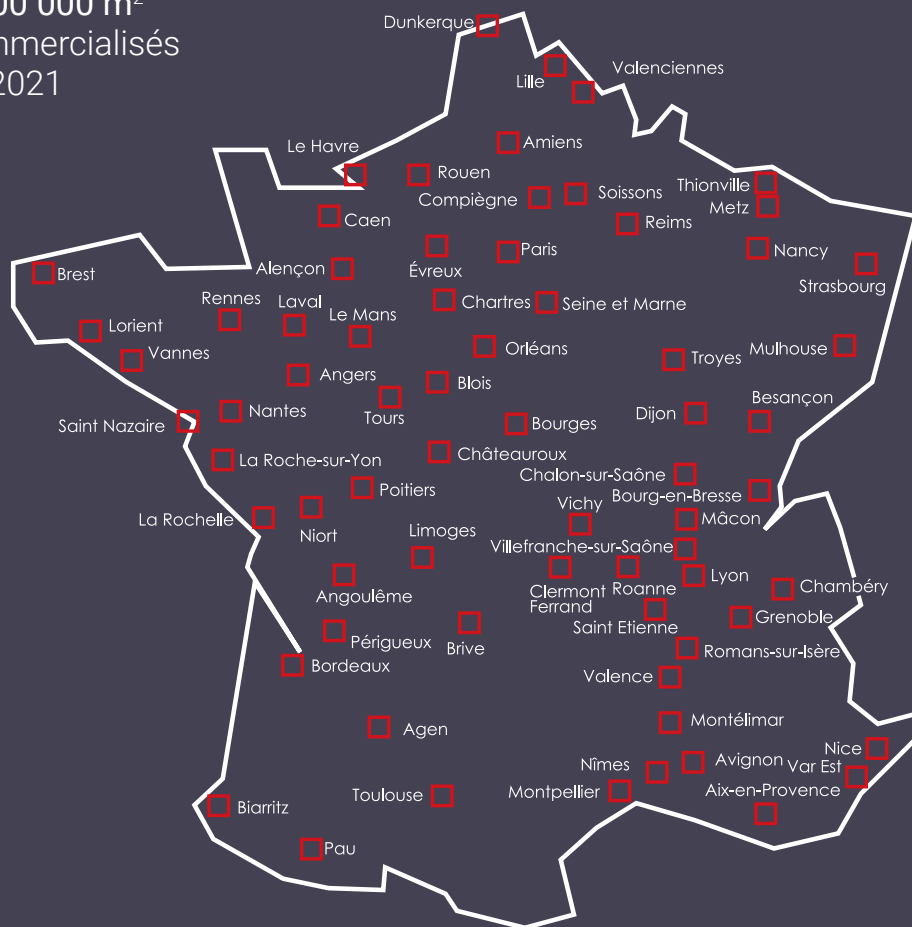 000 m²
2021
Dunkerque
Lille
Valenciennes
Amiens
Le Havre
Rouen
Compiègne
Soissons
Thionville
Metz
Caen
Reims
Paris
Évreux
Nancy
Strasbourg
Brest
Alençon
Rennes
Laval
Le Mans
Chartres
Seine et Marne
Lorient
Vannes
Orléans
Troyes
Mulhouse
Angers
Blois
Tours
Besançon
Saint Nazaire
Nantes
Bourges
Dijon
La Roche-sur-Yon
Châteauroux
Chalon-sur-Saône
Bourg-en-Bresse
Poitiers
Vichy
Mâcon
La Rochelle
Niort
Limoges
Villefranche-sur-Saône
Lyon
Angoulême
Clermont
Ferrand
Roanne
Chambéry
Saint Etienne
Grenoble
Périgueux
Brive
Bordeaux
Romans-sur-Isère
Valence
Agen
Montélimar
Nice
Avignon
Var Est
Nîmes
Aix-en-Provence
Montpellier
Toulouse
Biarritz
Pau